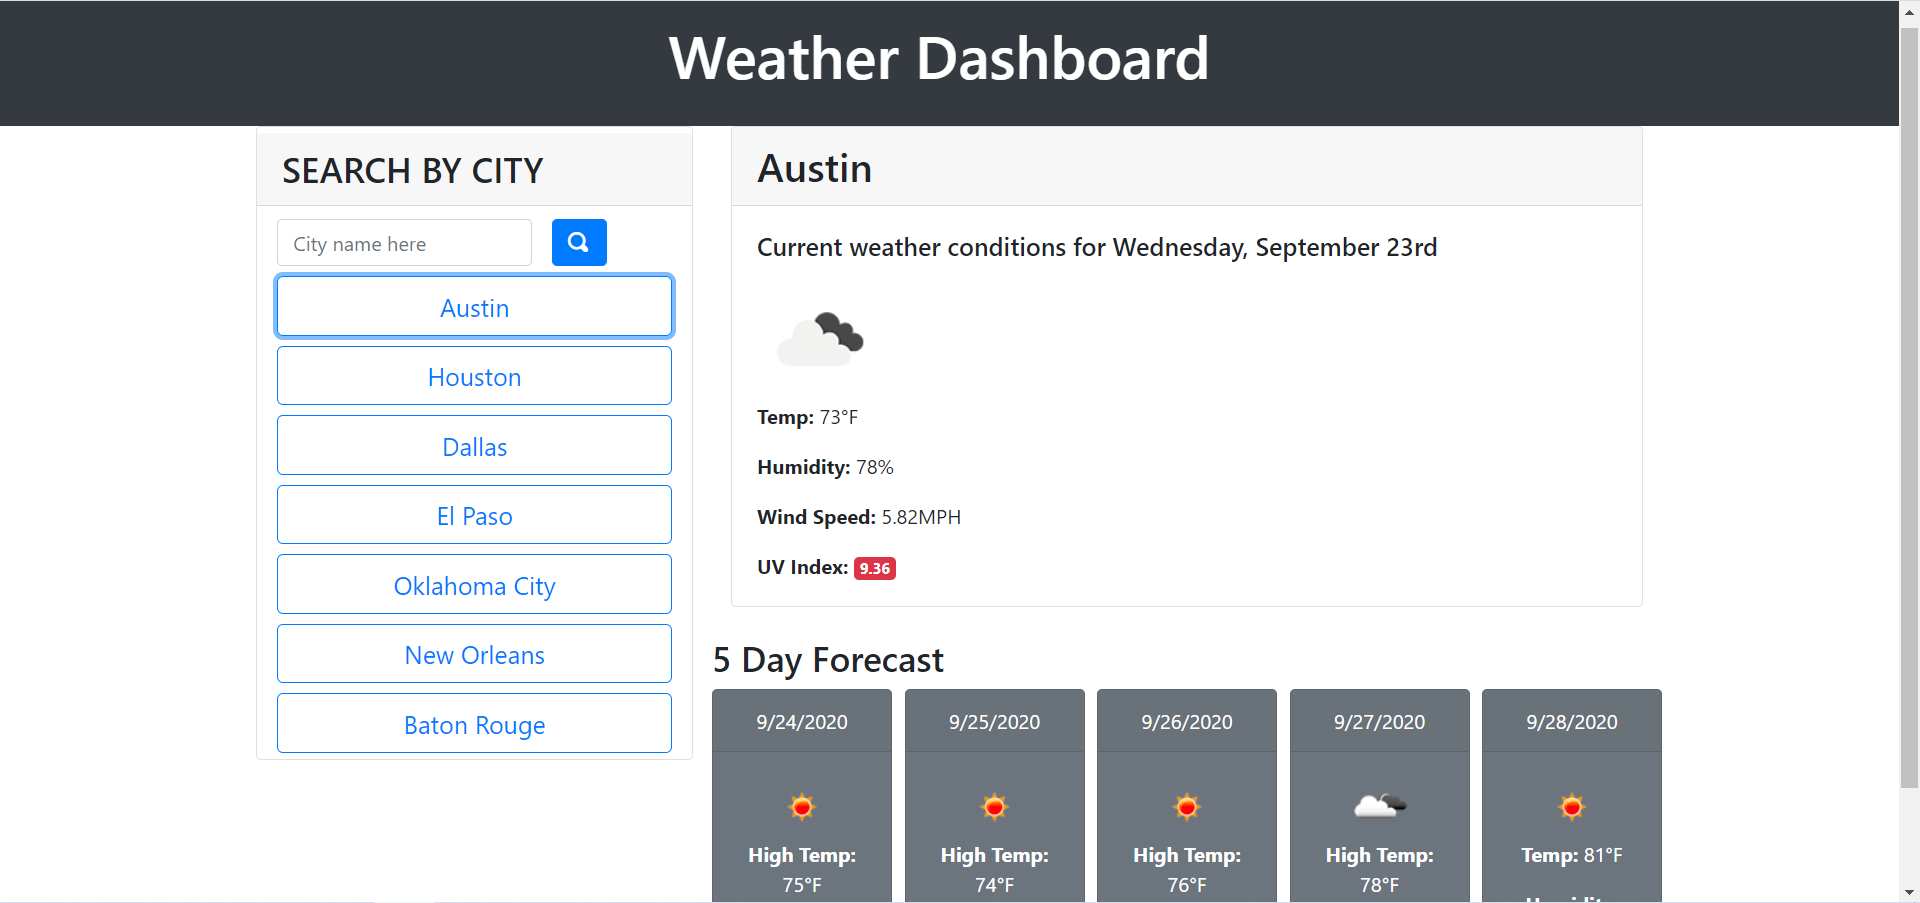 Weather Dashboard
SEARCH BY CITY
City name here
Austin
Houston
Dallas
El Paso
Oklahoma City
New Orleans
Baton Rouge
Austin
Current weather conditions for Wednesday, September 23rd
Temp: 73°F
Humidity: 78%
Wind Speed: 5.82MPH
UV Index: 9.36
5 Day Forecast
9/24/2020
High Temp:
75°F
9/25/2020
High Temp:
74°F
9/26/2020
High Temp:
76°F
9/27/2020
High Temp:
78°F
9/28/2020
Temp: 81°F